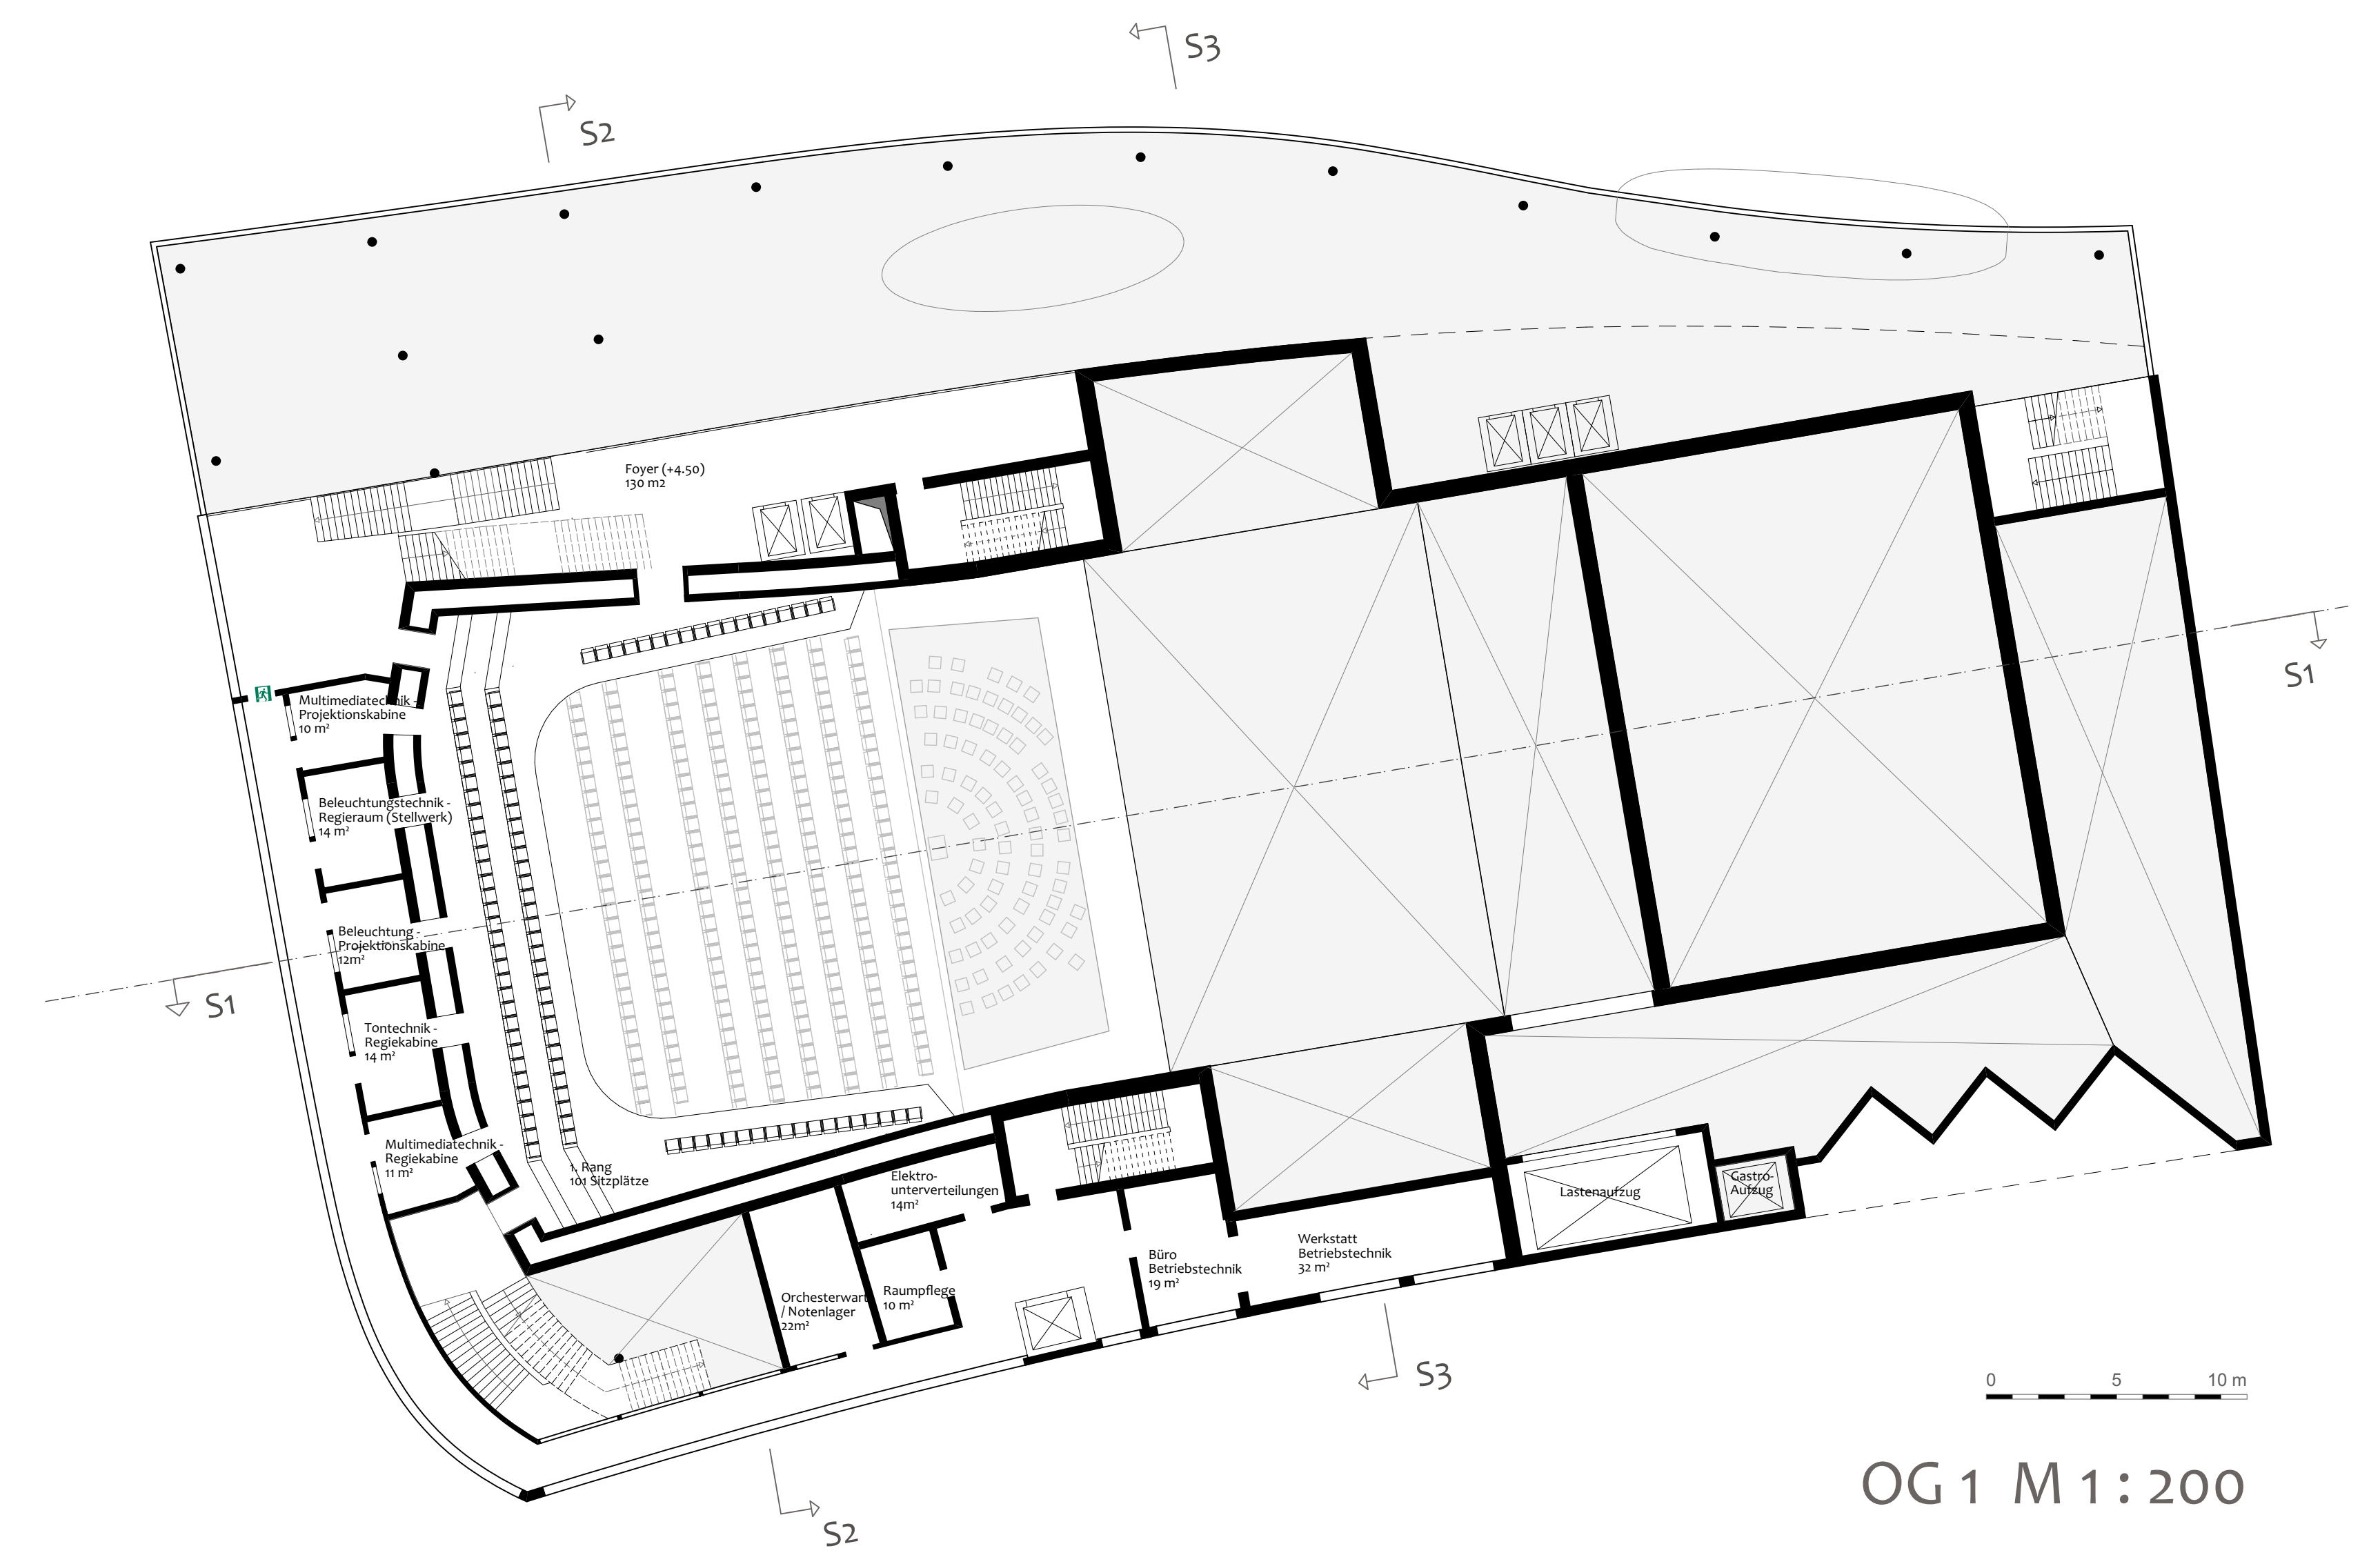 S3
S2
Foyer (+4.50)
130 m2
S1
Multimediatechnik -
Projektionskabine
10 m²
Beleuchtungstechnik -
Regieraum (Stellwerk)
14 m²
Beleuchtung -
Projektionskabine
12m²
S1
Tontechnik -
Regiekabine
14 m²
Multimediatechnik -
Regiekabine
11 m²
1. Rang
101 Sitzplätze
Elektro-
unterverteilungen
14m²
Lastenaufzug
Gastro-
Aufzug
Orchesterwart
/ Notenlager
22m²
Raumpflege
10 m²
Büro
Betriebstechnik
19 m²
Werkstatt
Betriebstechnik
32 m²
S3
S2
0 5 10 m
OG 1 M 1 : 200